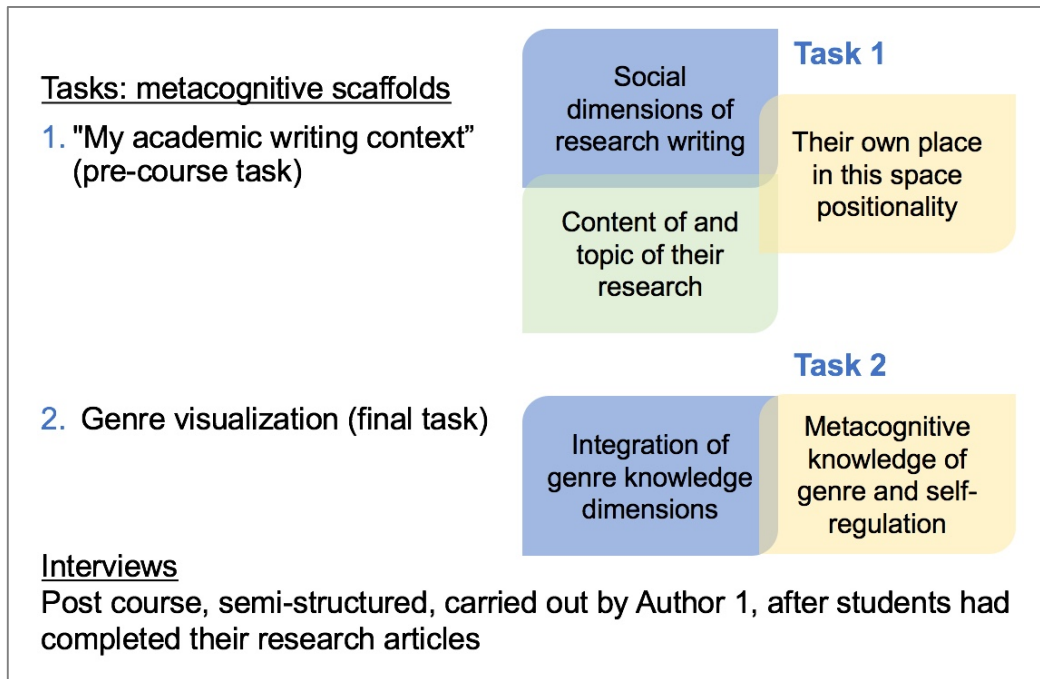 Tasks: metacognitive scaffolds
1. "My academic writing context”
(pre-course task)
Task 1
Social
dimensions of
research writing
Their own place
in this space
positionality
Content of and
topic of their
research
2. Genre visualization (final task)
Task 2
Integration of
genre knowledge
dimensions
Metacognitive
knowledge of
genre and self-
regulation
Interviews
Post course, semi-structured, carried out by Author 1, after students had
completed their research articles